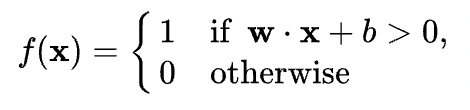 f(x) = { 1 if w · x + b > 0,
0 otherwise